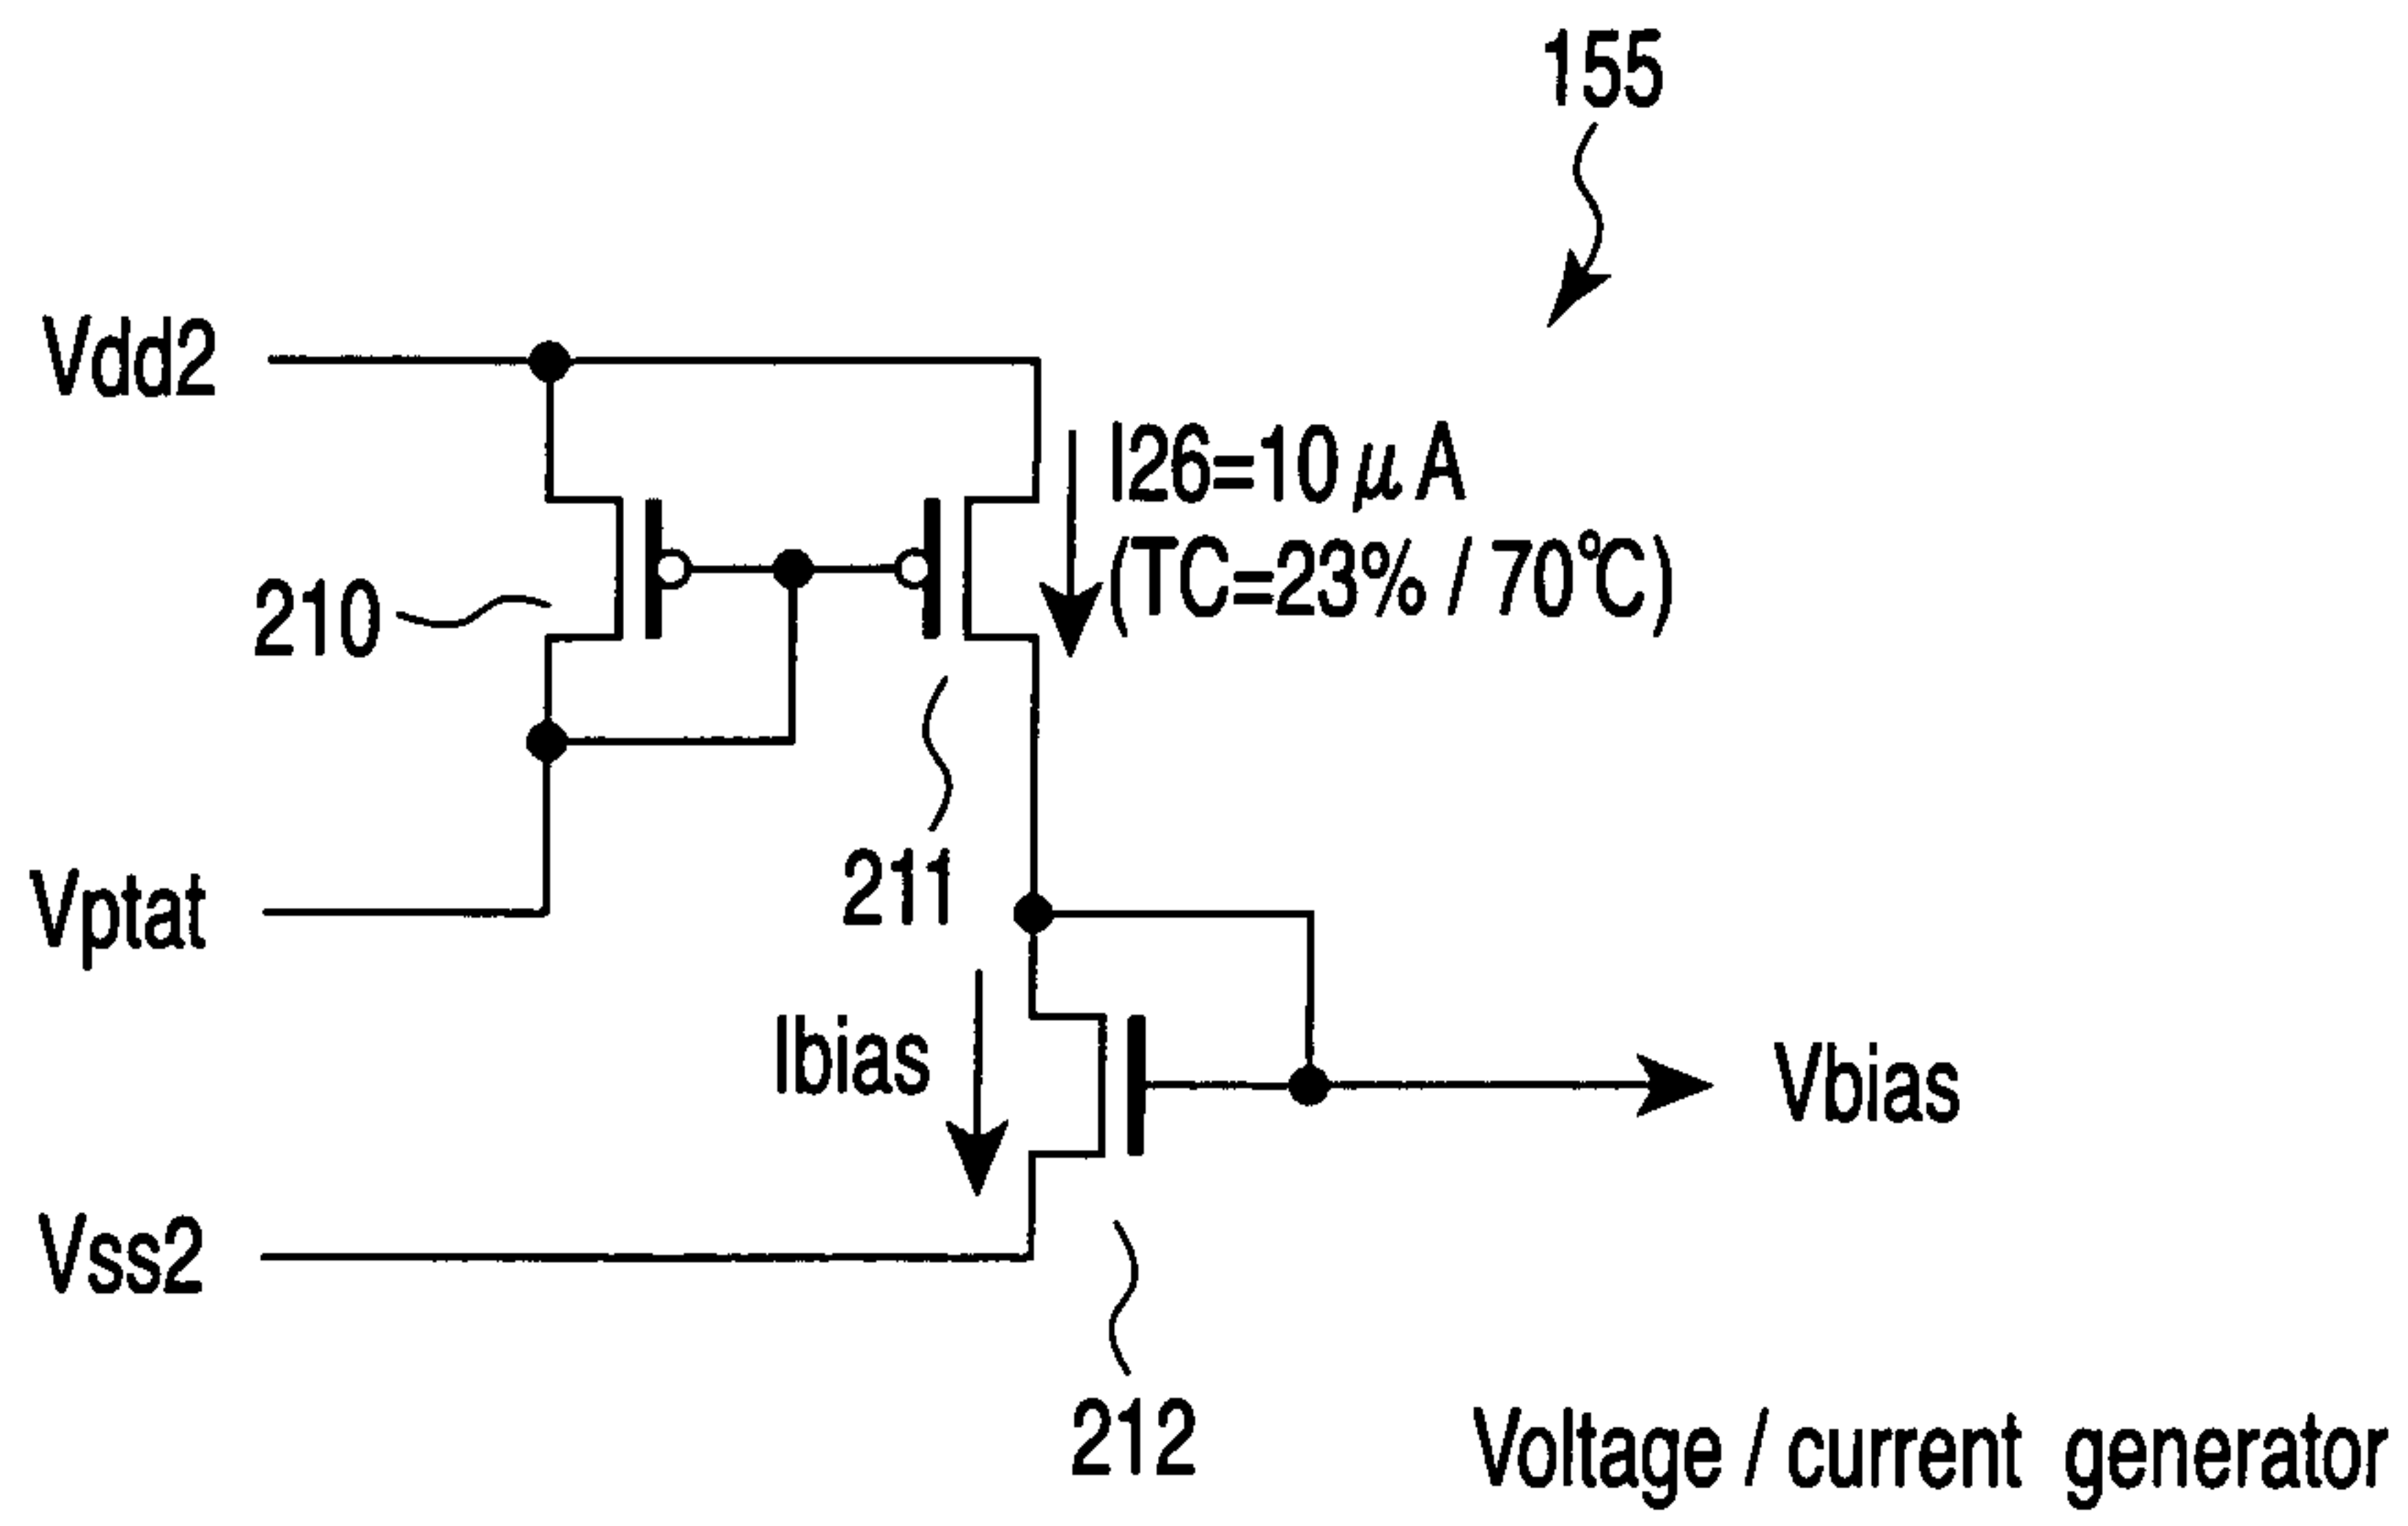 155
Vdd2
I26=10μA
(TC=23%/70℃)
210
211
Vptat
Ibias
Vbias
Vss2
212
Voltage/current generator